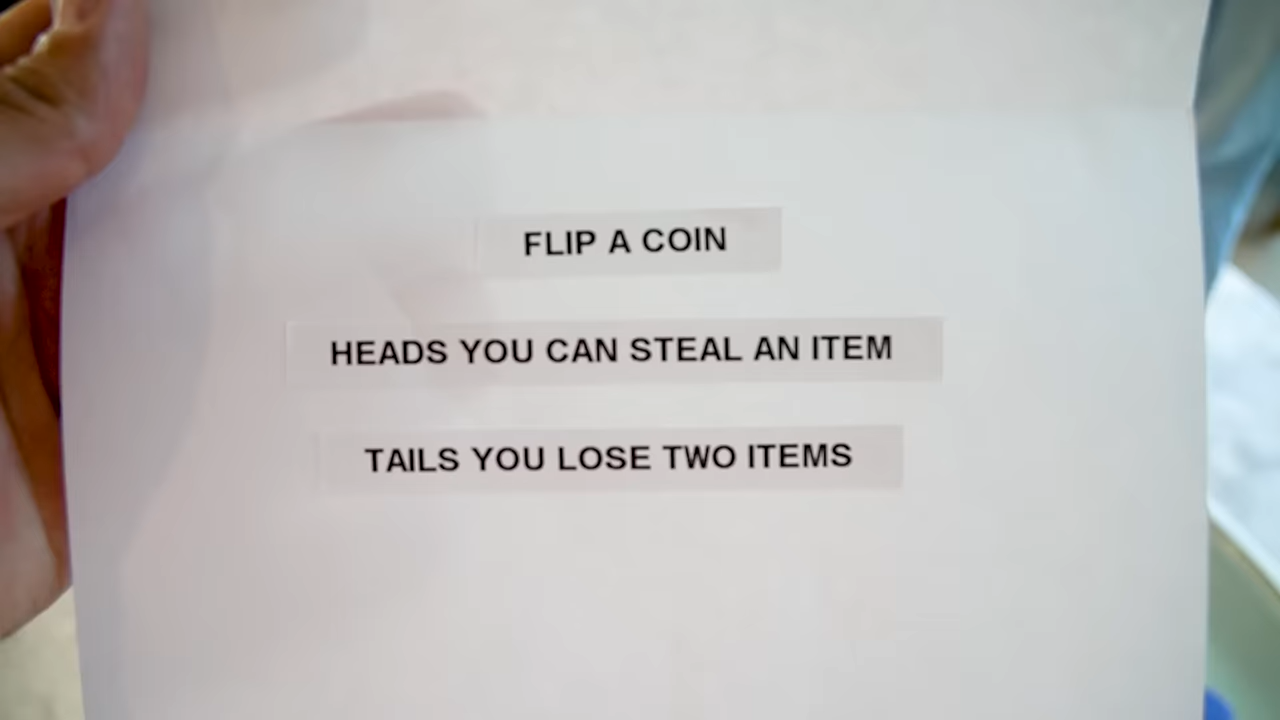 FLIP A COIN
HEADS YOU CAN STEAL AN ITEM
TAILS YOU LOSE TWO ITEMS